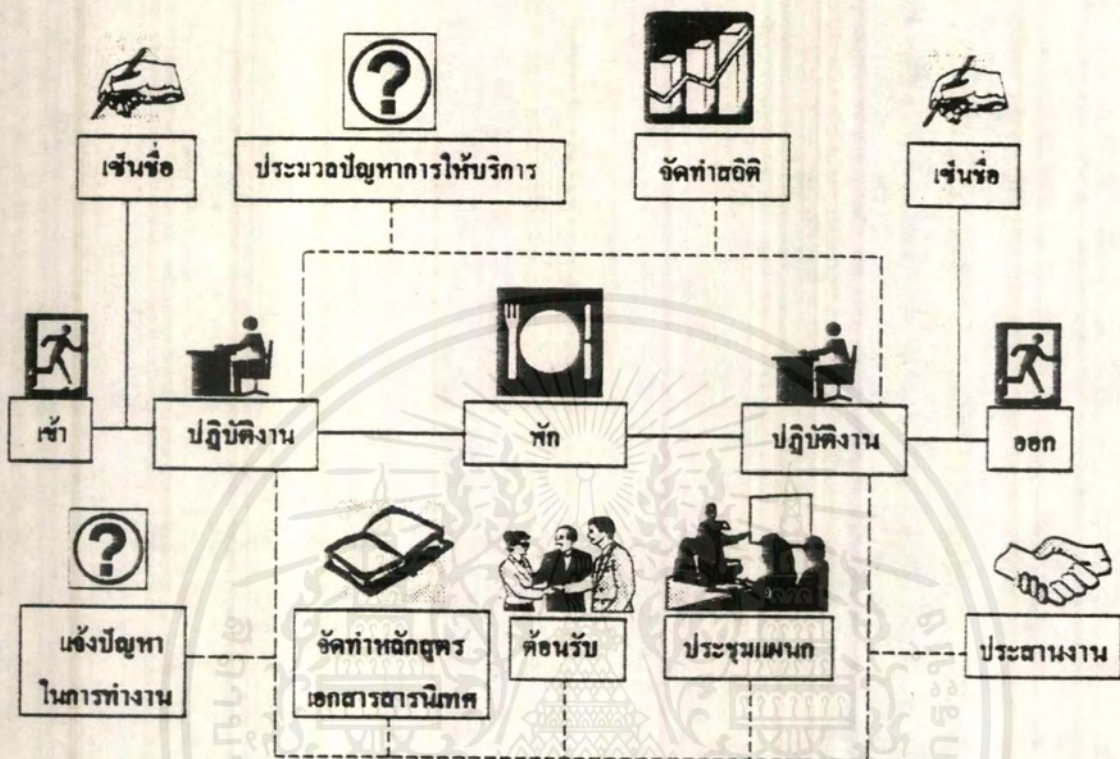 เซ็นชื่อ
ประมวลปัญหาการให้บริการ
จัดทำสถิติ
เซ็นชื่อ
เข้า
ปฏิบัติงาน
พัก
ปฏิบัติงาน
ออก
แจ้งปัญหา
ในการทำงาน
จัดทำหลักสูตร
เอกสารสารนิเทศ
ต้อนรับ
ประชุมแผนก
ประสานงาน